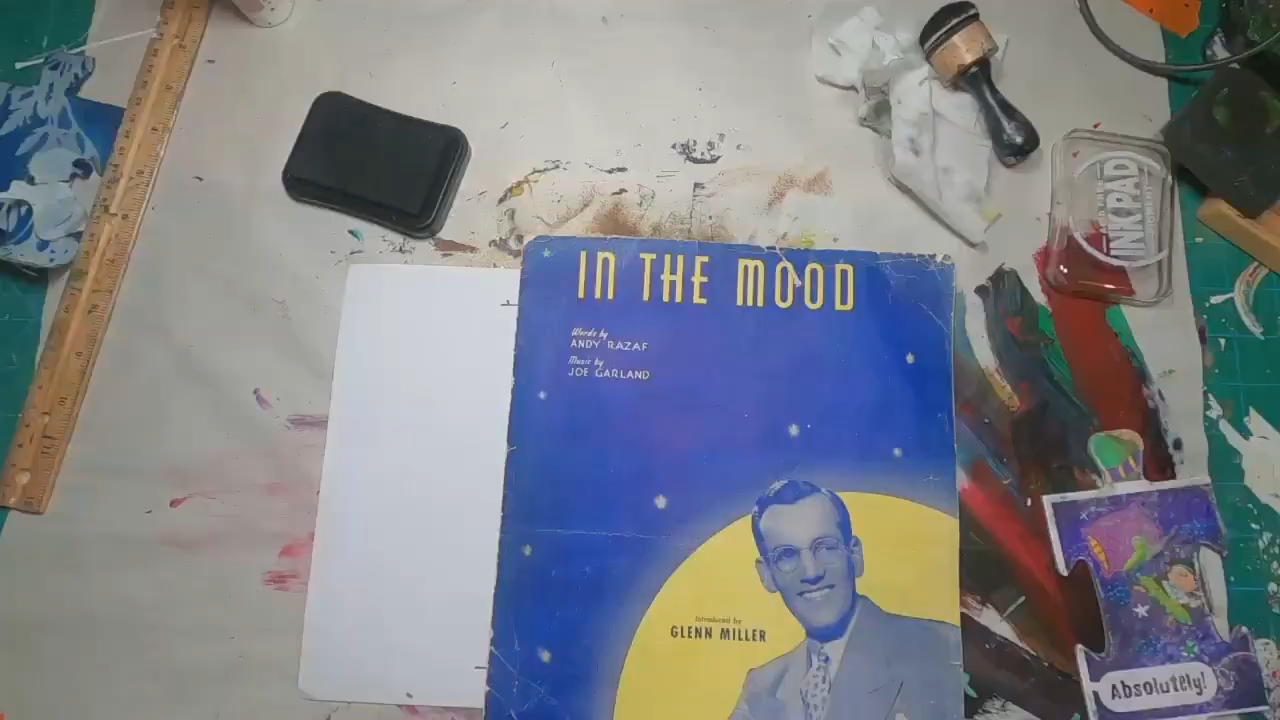 IN THE MOOD
Words by
ANDY RAZAF
Music by
JOE GARLAND
Introduced by
GLENN MILLER
INKPAD
Absolutely!